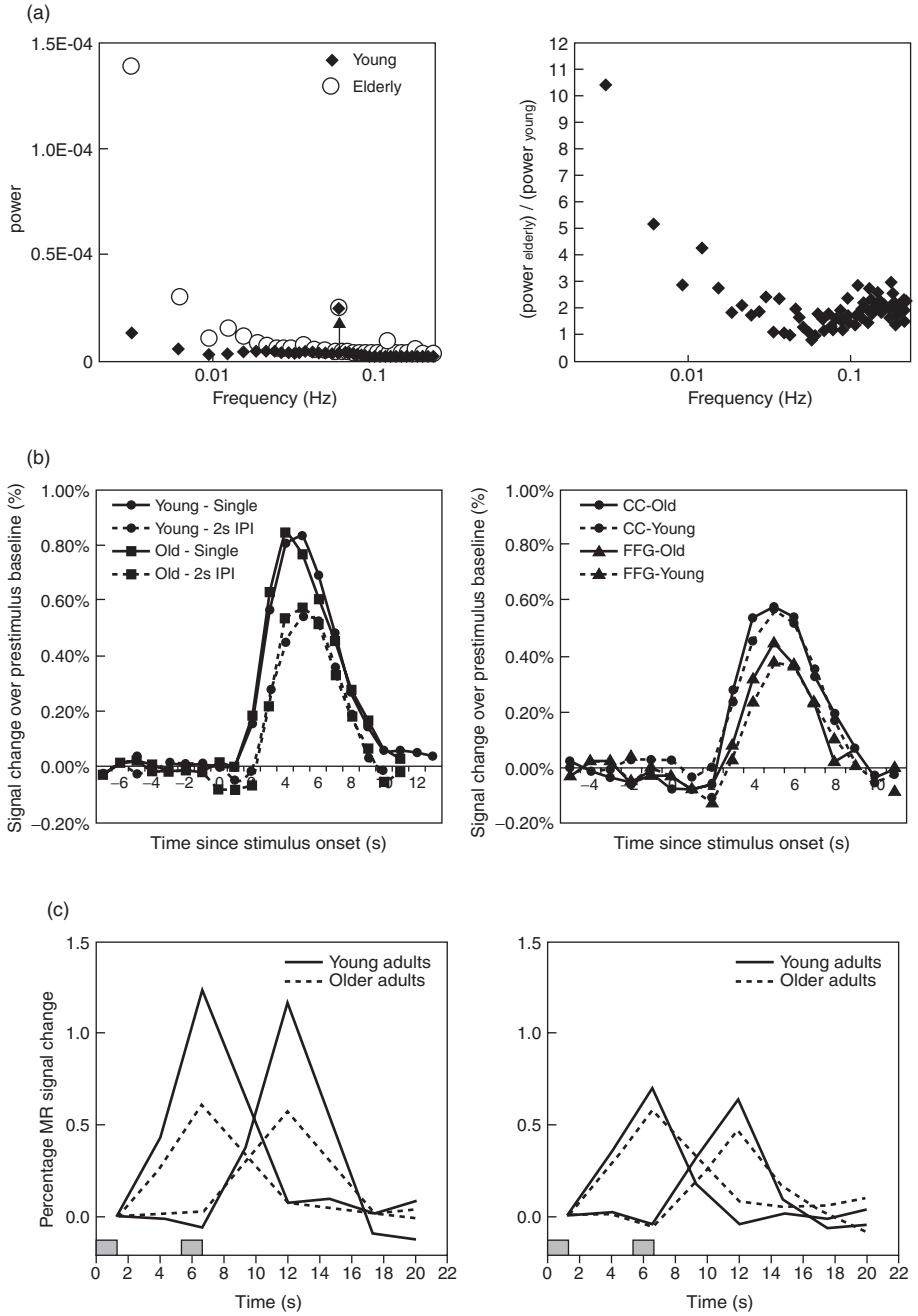 (a)
1.5E-04
1.0E-04
0.5E-04
0
power
Young
Elderly
0.01
0.1
Frequency (Hz)
12
11
10
9
8
7
6
5
4
3
2
1
0
(power elderly) / (power young)
0.01
0.1
Frequency (Hz)
(b)
1.00%
0.80%
0.60%
0.40%
0.20%
0.00%
−0.20%
Signal change over prestimulus baseline (%)
Young - Single
Young - 2s IPI
Old - Single
Old - 2s IPI
−6 −4 −2 0 2 4 6 8 10 12
Time since stimulus onset (s)
1.00%
0.80%
0.60%
0.40%
0.20%
0.00%
−0.20%
Signal change over prestimulus baseline (%)
CC-Old
CC-Young
FFG-Old
FFG-Young
−4 −2 0 2 4 6 8 10
Time since stimulus onset (s)
(c)
1.5
1.0
0.5
0.0
Percentage MR signal change
Young adults
Older adults
0 2 4 6 8 10 12 14 16 18 20 22
Time (s)
1.5
1.0
0.5
0.0
Young adults
Older adults
0 2 4 6 8 10 12 14 16 18 20 22
Time (s)